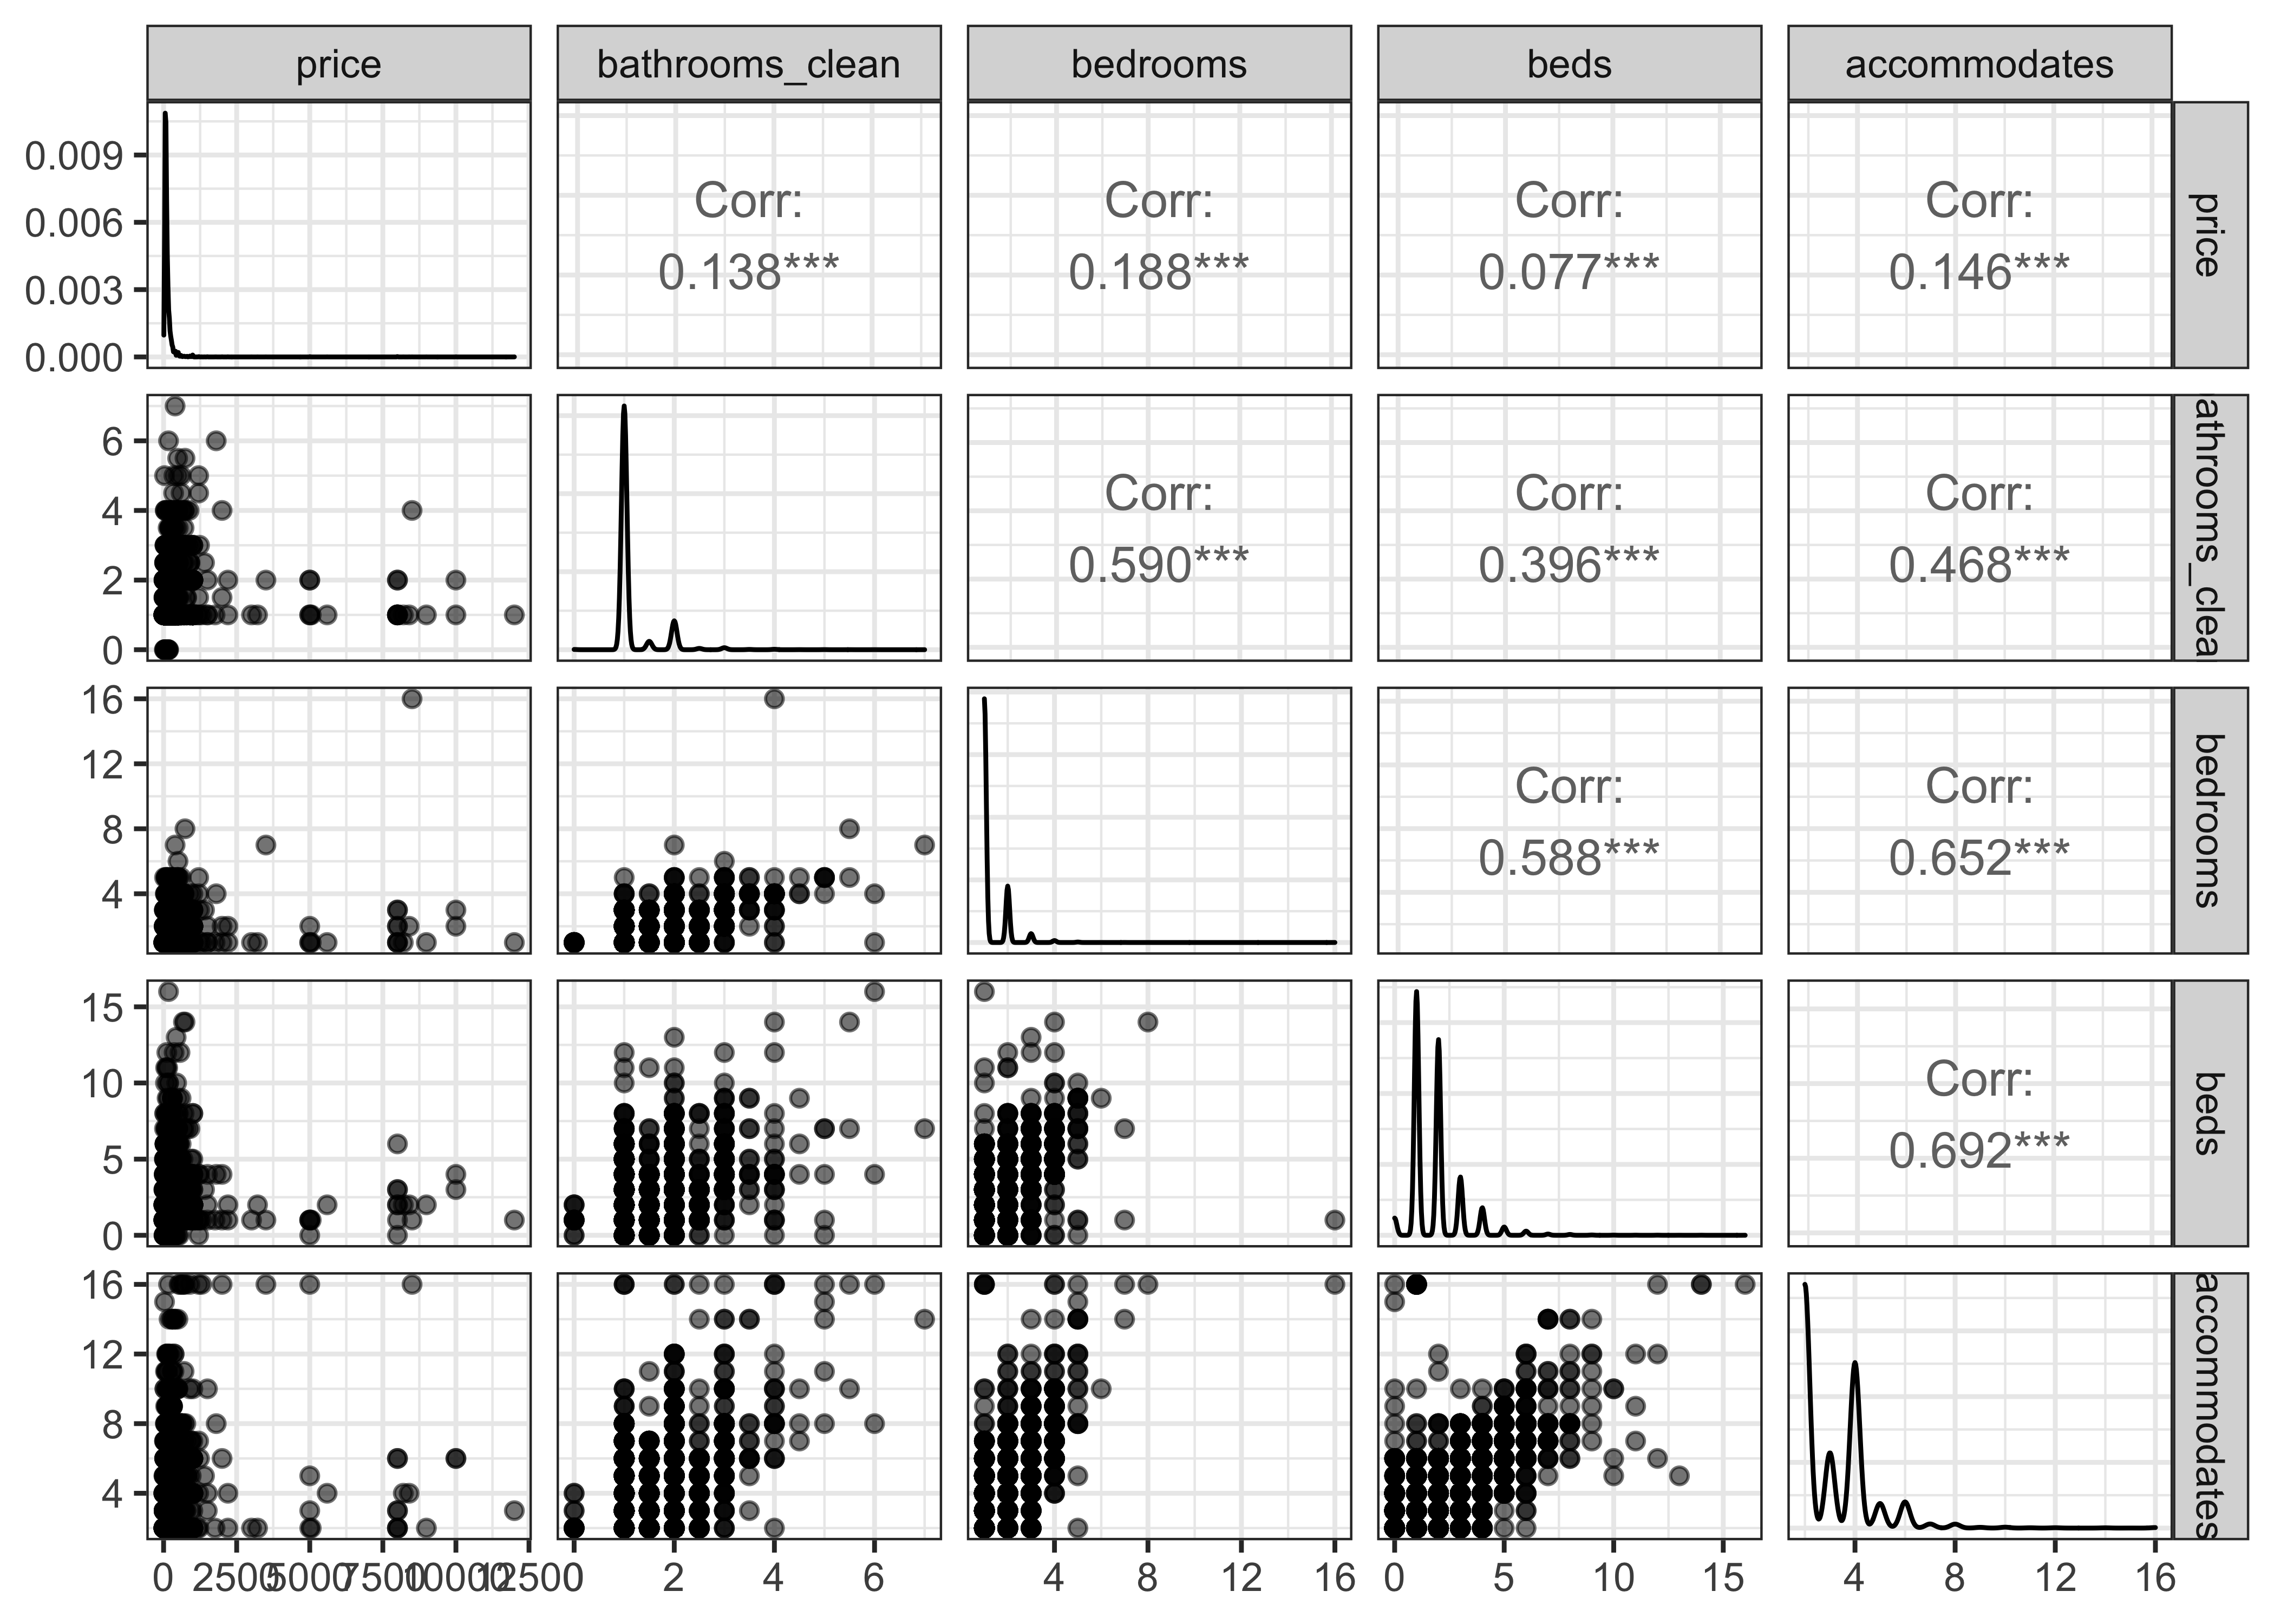 price bathrooms_clean bedrooms beds accommodates
0.009
0.006
0.003
0.000
Corr:
0.138***
Corr:
0.188***
Corr:
0.077***
Corr:
0.146***
price
6
4
2
0
Corr:
0.590***
Corr:
0.396***
Corr:
0.468***
athrooms_clea
16
12
8
4
Corr:
0.588***
Corr:
0.652***
bedrooms
15
10
5
0
Corr:
0.692***
beds
16
12
8
4
accommodates
0 2500 5000 7500 10000 12500
0 2 4 6
4 8 12 16
0 5 10 15
4 8 12 16